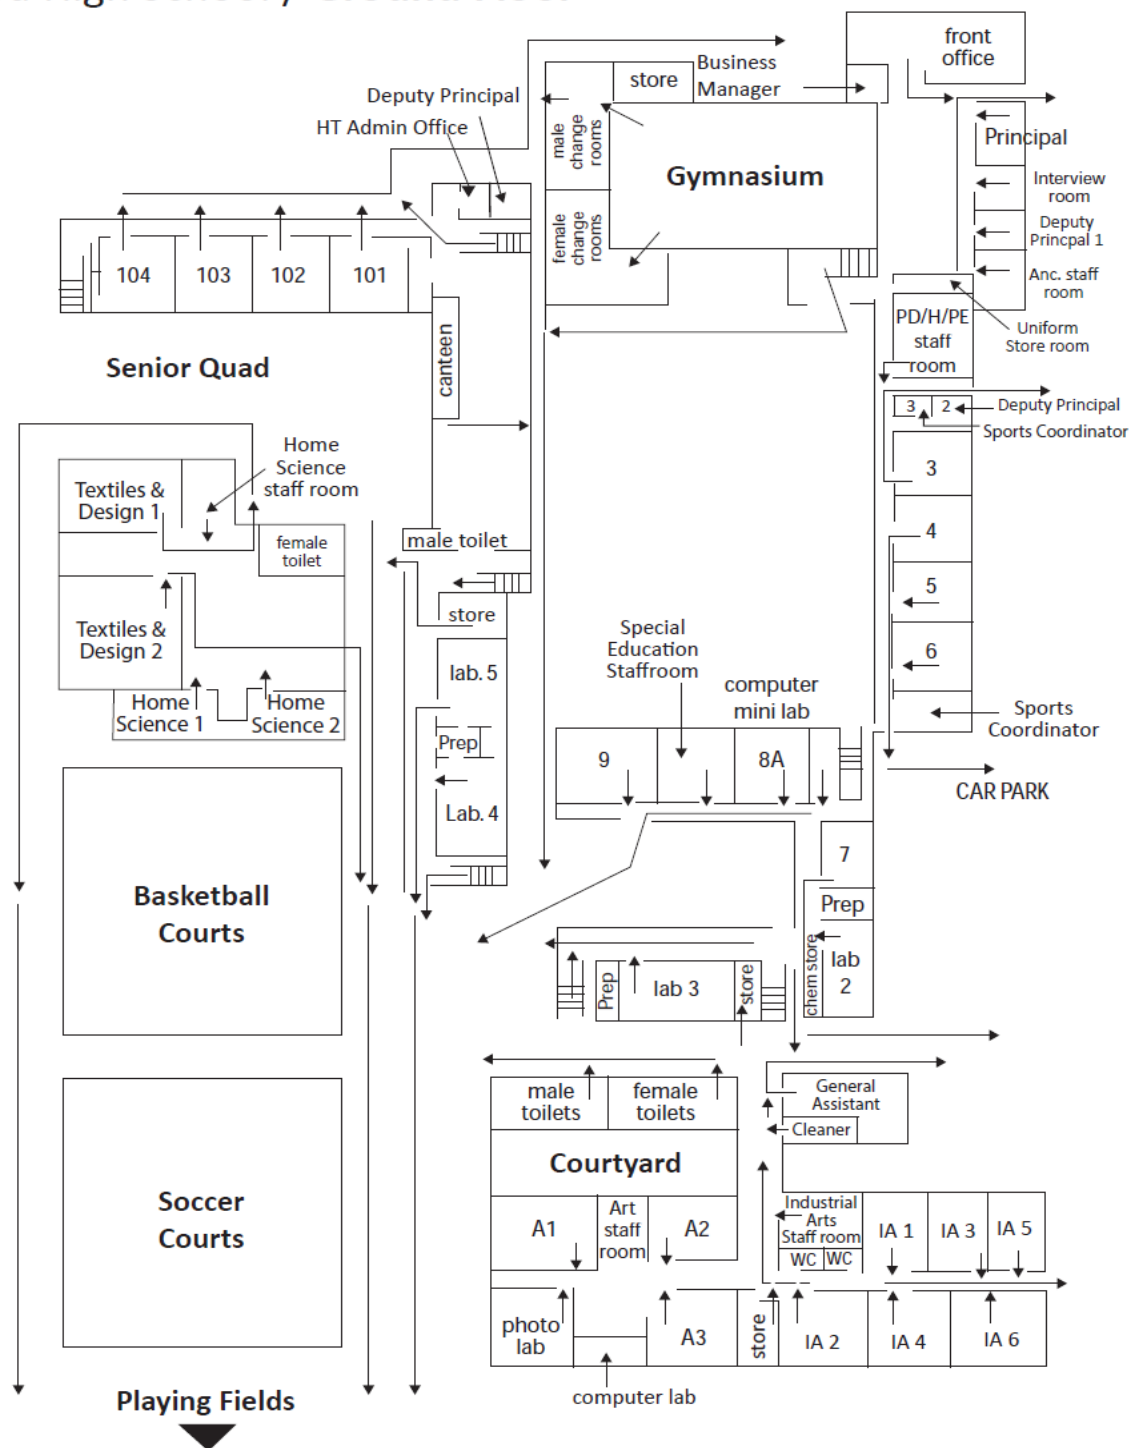 front
office
Business
Manager
store
Deputy Principal
HT Admin Office
male
change
rooms
Gymnasium
Principal
Interview
room
female
change
rooms
Deputy
Princpal 1
Anc. staff
room
104
103
102
101
PD/H/PE
staff
room
Uniform
Store room
Senior Quad
canteen
3
2
Deputy Principal
Sports Coordinator
Home
Science
staff room
3
Textiles &
Design 1
4
female
toilet
male toilet
5
store
Textiles &
Design 2
Special
Education
Staffroom
6
lab. 5
computer
mini lab
Home
Science 1
Home
Science 2
Sports
Coordinator
Prep
9
8A
CAR PARK
Lab. 4
7
Basketball
Courts
Prep
chem store
lab
2
Prep
lab 3
store
male
toilets
female
toilets
General
Assistant
Cleaner
Courtyard
Soccer
Courts
A1
Art
staff
room
A2
Industrial
Arts
Staff room
WC
WC
IA 1
IA 3
IA 5
photo
lab
A3
store
IA 2
IA 4
IA 6
computer lab
Playing Fields